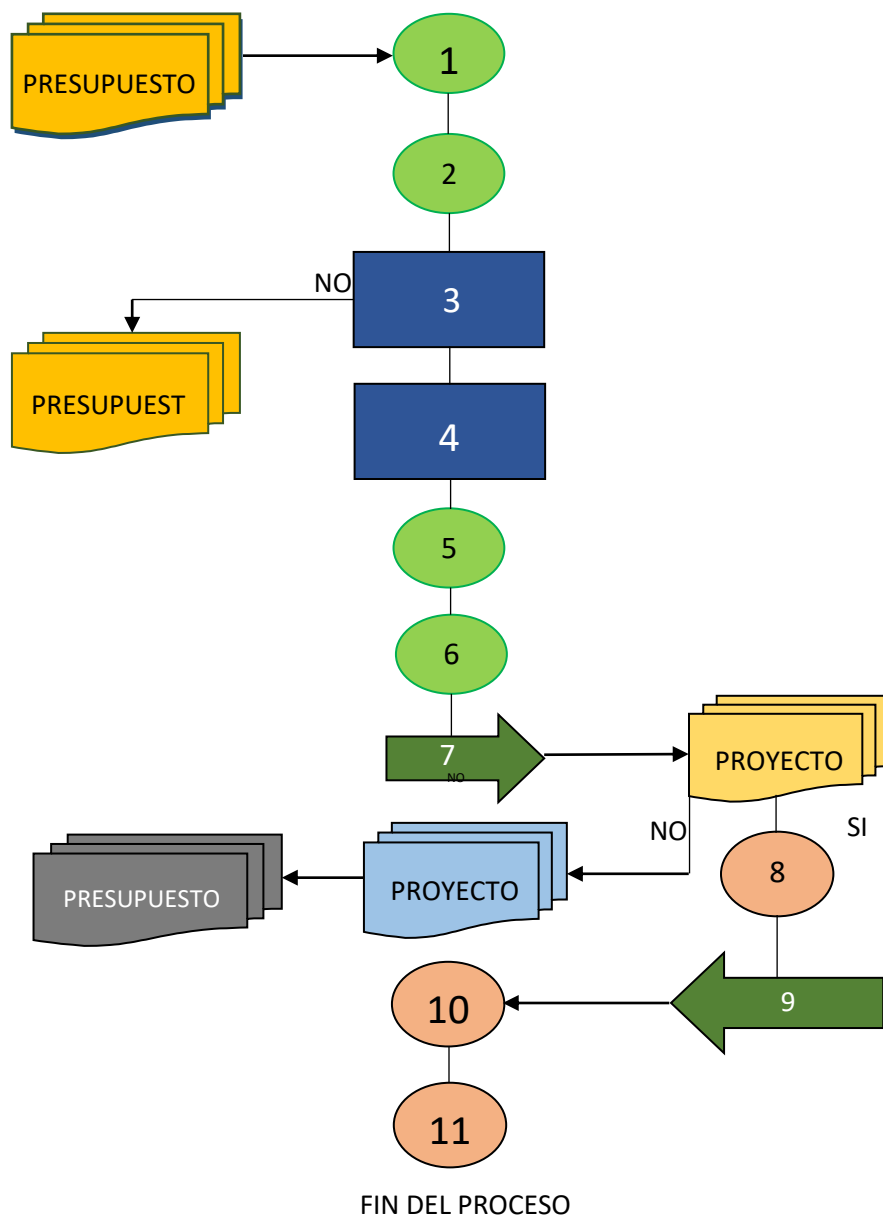 PRESUPUESTO
1
2
NO
3
PRESUPUEST
4
5
6
7
NO
PROYECTO
NO
SI
8
PROYECTO
PRESUPUESTO
9
10
11
FIN DEL PROCESO